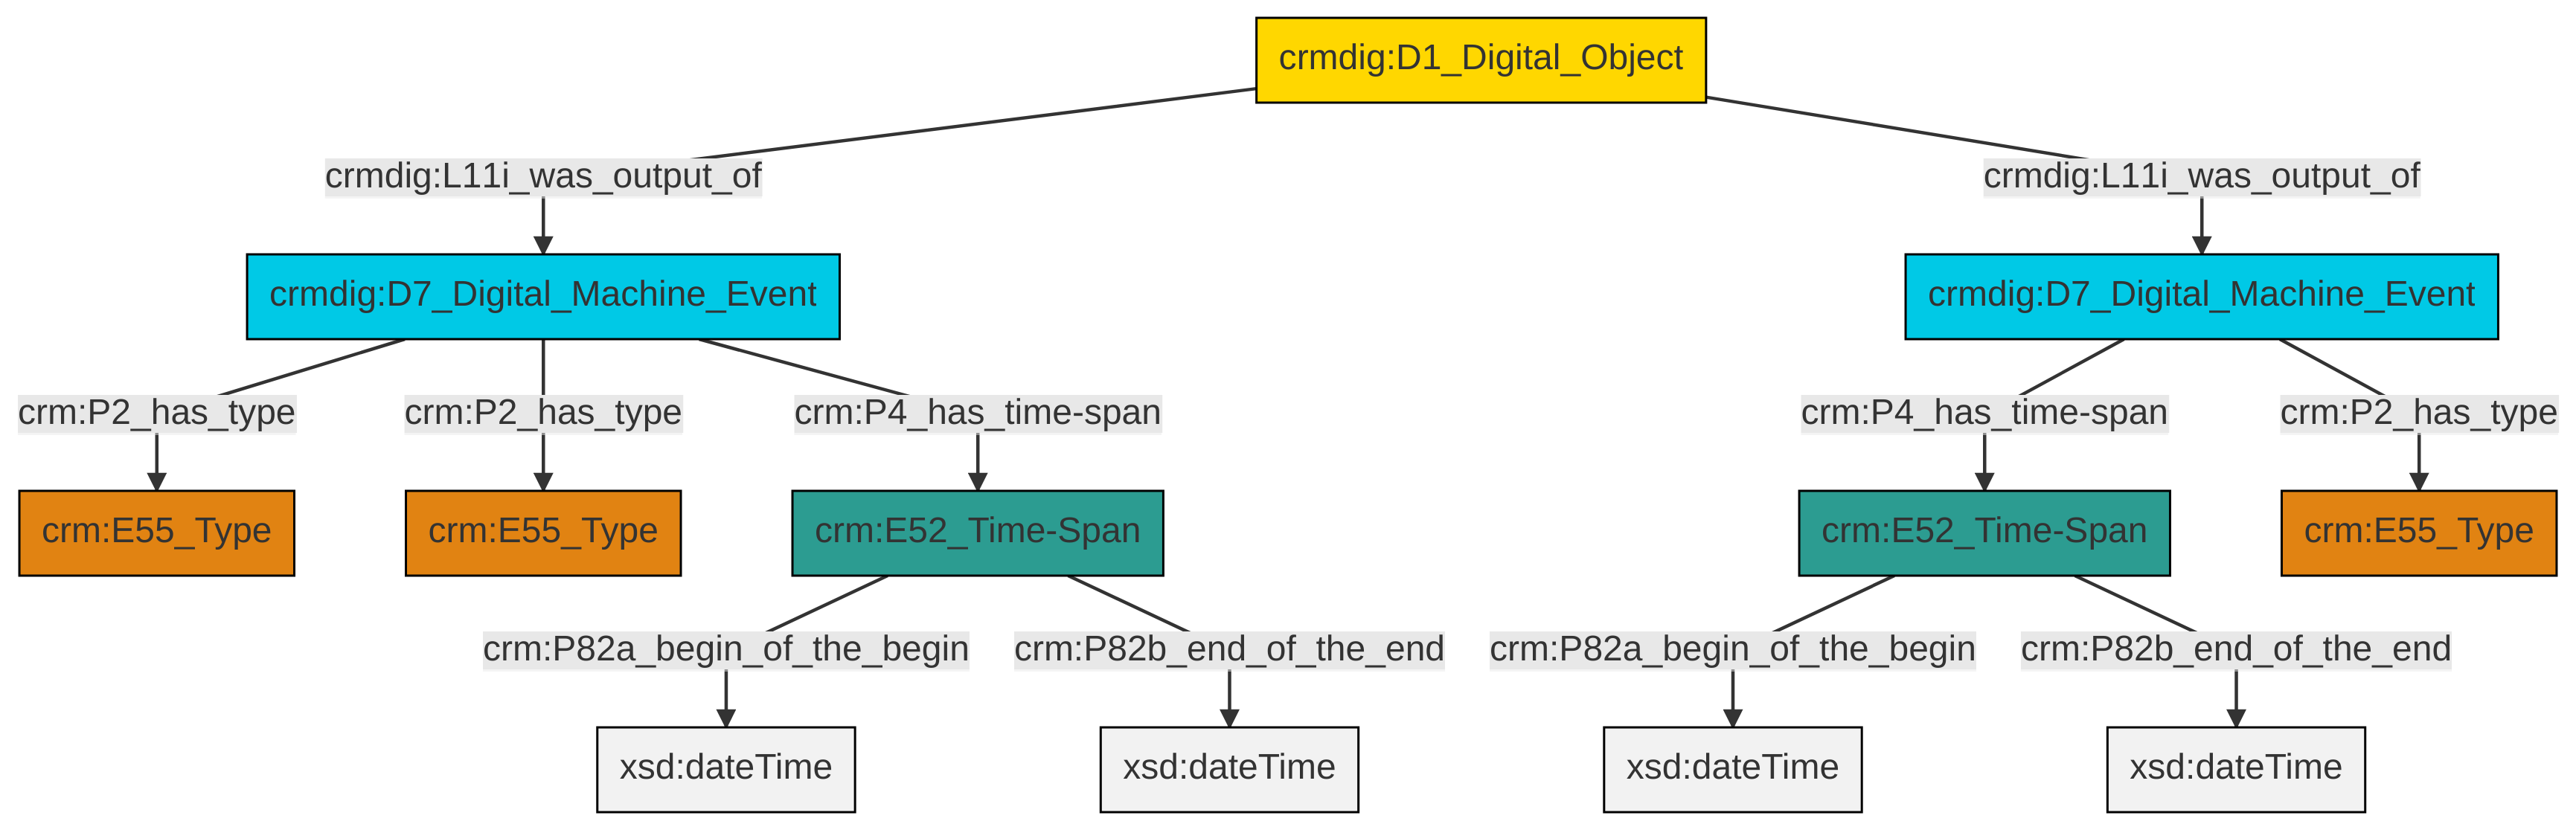 crmdig:D1_Digital_Object
crmdig:L11i_was_output_of
crmdig:L11i_was_output_of
crmdig:D7_Digital_Machine_Event
crmdig:D7_Digital_Machine_Event
crm:P2_has_type
crm:P2_has_type
crm:P4_has_time-span
crm:P4_has_time-span
crm:P2_has_type
crm:E55_Type
crm:E55_Type
crm:E52_Time-Span
crm:E52_Time-Span
crm:E55_Type
crm:P82a_begin_of_the_begin
crm:P82b_end_of_the_end
crm:P82a_begin_of_the_begin
crm:P82b_end_of_the_end
xsd:dateTime
xsd:dateTime
xsd:dateTime
xsd:dateTime